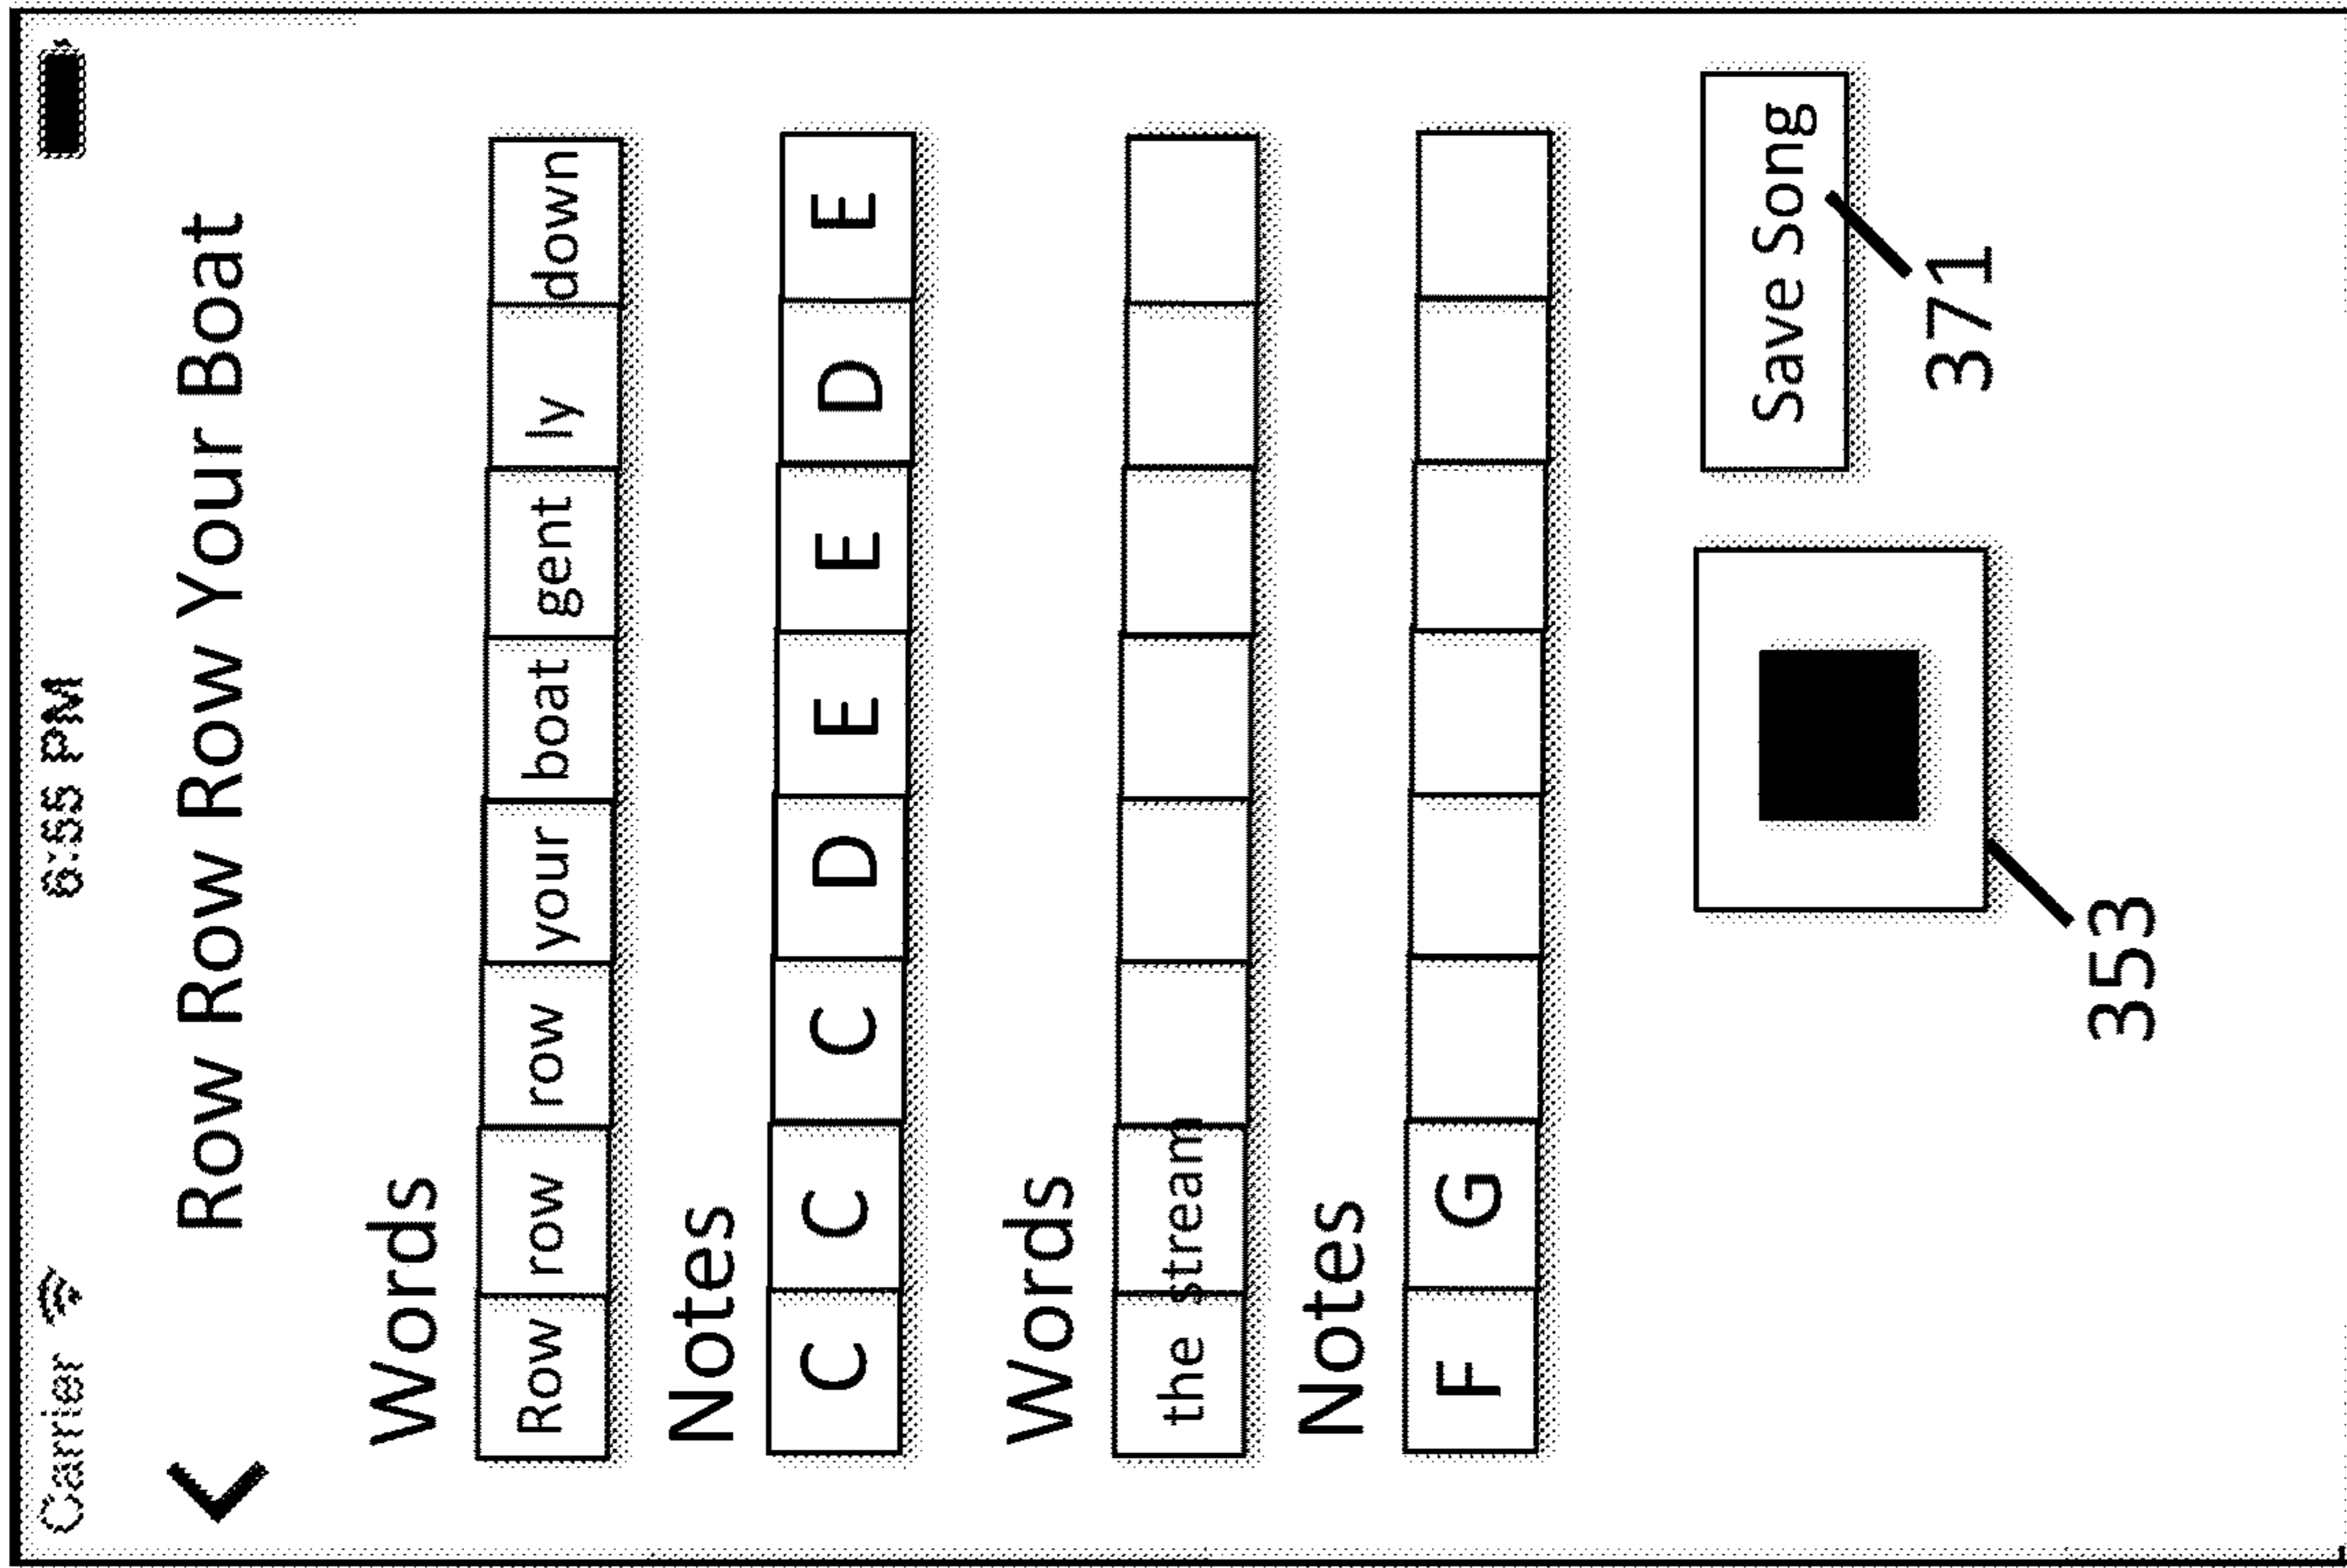 Carrier 6:55 PM
Row Row Row Your Boat
Words
Row row row your boat gent ly down
Notes
C C C D E E D E
Words
the stream
Notes
F G
Save Song
371
353